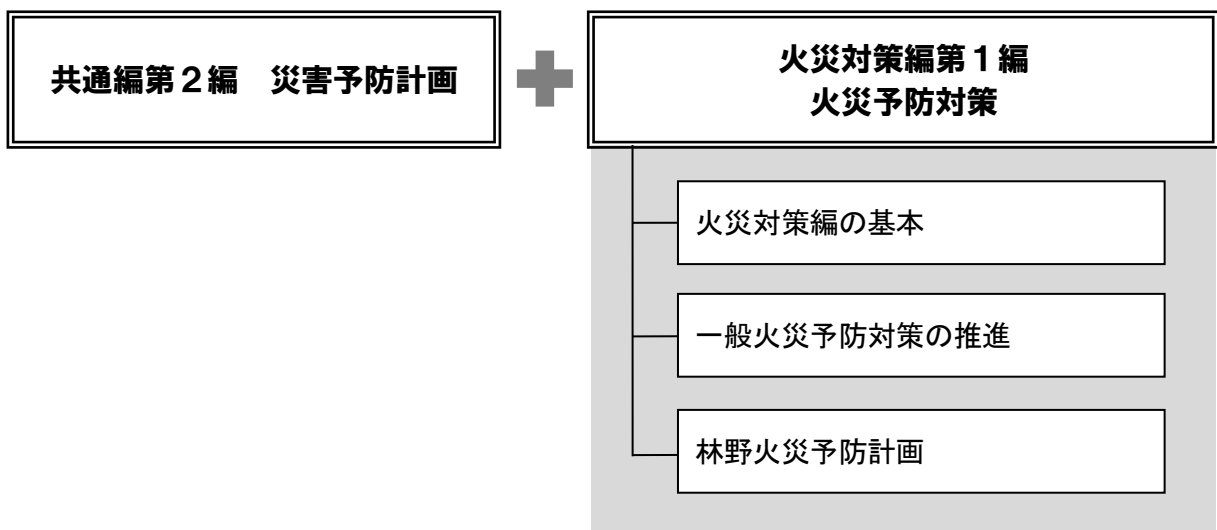 共通編第２編　災害予防計画
火災対策編第１編
火災予防対策
火災対策編の基本
一般火災予防対策の推進
林野火災予防計画